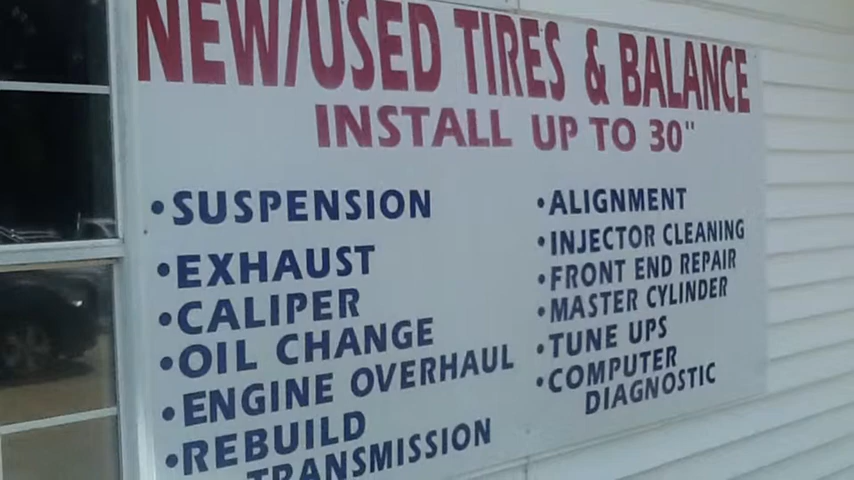 NEW/USED TIRES & BALANCE
INSTALL UP TO 30"
•SUSPENSION
•EXHAUST
•CALIPER
•OIL CHANGE
•ENGINE OVERHAUL
•REBUILD
TRANSMISSION
•ALIGNMENT
•INJECTOR CLEANING
•FRONT END REPAIR
•MASTER CYLINDER
•TUNE UPS
•COMPUTER
DIAGNOSTIC